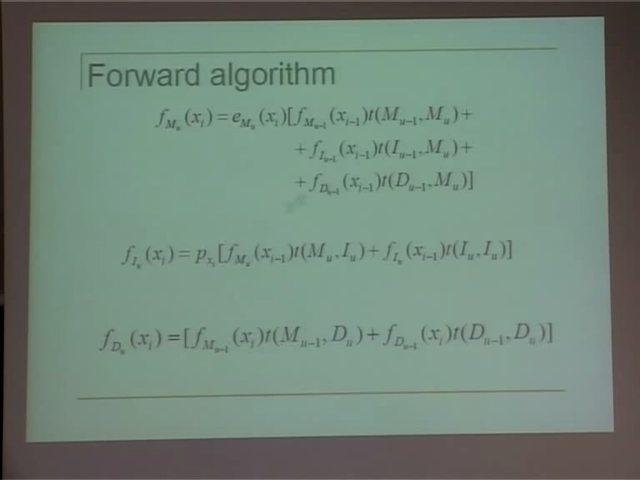 Forward algorithm
f_{M_u}(x_i) = e_{M_u}(x_i)[f_{M_{u-1}}(x_{i-1})t(M_{u-1}, M_u) +
+ f_{I_{u-1}}(x_{i-1})t(I_{u-1}, M_u) +
+ f_{D_{u-1}}(x_{i-1})t(D_{u-1}, M_u)]
f_{I_u}(x_i) = p_{x_i}[f_{M_u}(x_{i-1})t(M_u, I_u) + f_{I_u}(x_{i-1})t(I_u, I_u)]
f_{D_u}(x_i) = [f_{M_{u-1}}(x_i)t(M_{u-1}, D_u) + f_{D_{u-1}}(x_i)t(D_{u-1}, D_u)]